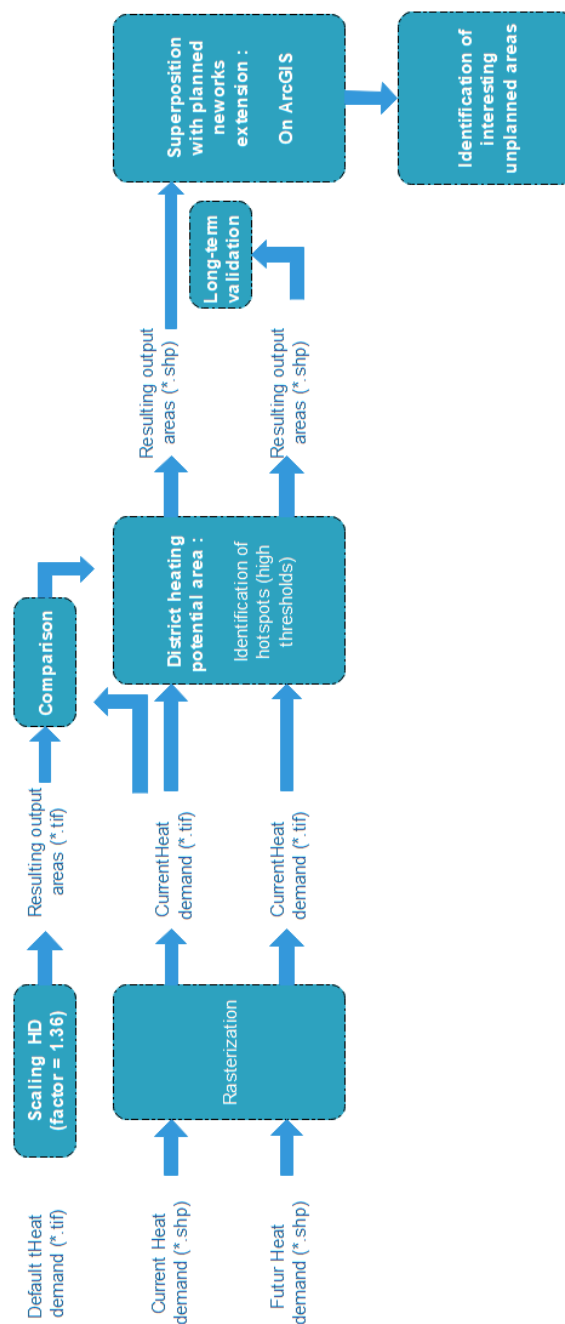 Default tHeat
demand (*.tif)
Scaling HD
(factor = 1.36)
Resulting output
areas (*.tif)
Comparison
Current Heat
demand (*.shp)
Futur Heat
demand (*.shp)
Rasterization
CurrentHeat
demand (*.tif)
CurrentHeat
demand (*.tif)
District heating
potential area :
Identification of
hotspots (high
thresholds)
Resulting output
areas (*.shp)
Resulting output
areas (*.shp)
Long-term
validation
Superposition
with planned
neworks
extension :
On ArcGIS
Identification of
interesting
unplanned areas